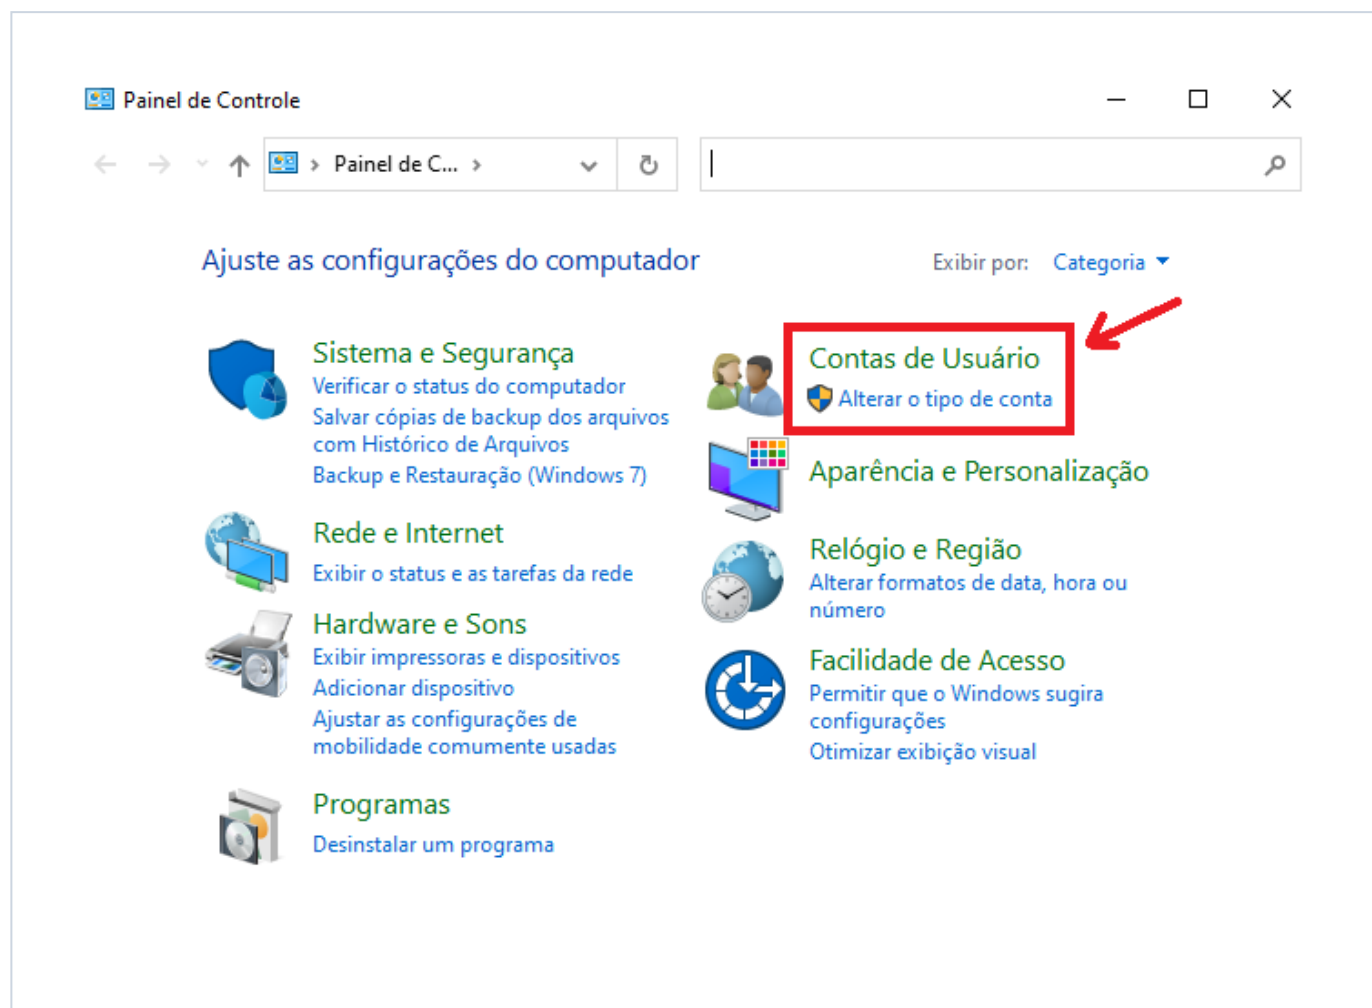 Painel de Controle
Painel de C...
Ajuste as configurações do computador
Exibir por: Categoria
Sistema e Segurança
Verificar o status do computador
Salvar cópias de backup dos arquivos
com Histórico de Arquivos
Backup e Restauração (Windows 7)
Rede e Internet
Exibir o status e as tarefas da rede
Hardware e Sons
Exibir impressoras e dispositivos
Adicionar dispositivo
Ajustar as configurações de
mobilidade comumente usadas
Programas
Desinstalar um programa
Contas de Usuário
Alterar o tipo de conta
Aparência e Personalização
Relógio e Região
Alterar formatos de data, hora ou
número
Facilidade de Acesso
Permitir que o Windows sugira
configurações
Otimizar exibição visual